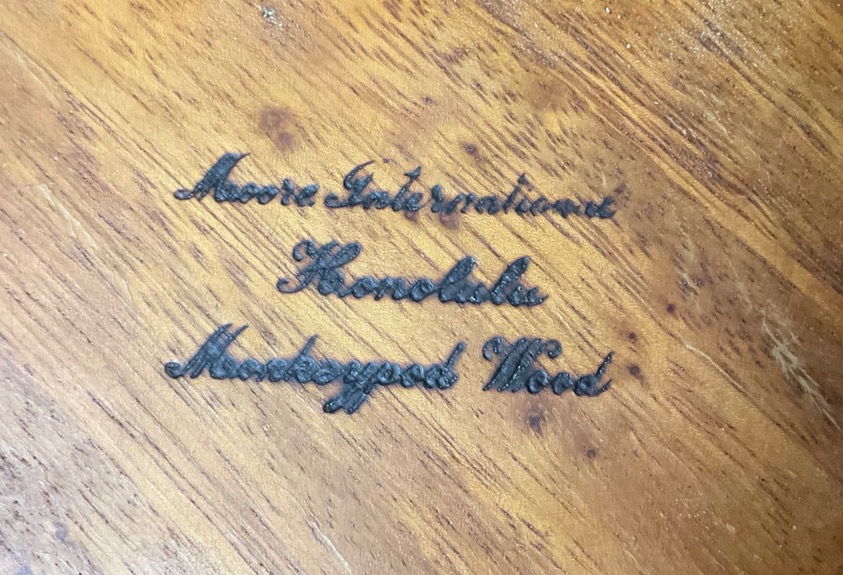 Moore International
Honolulu
Monkeypod Wood